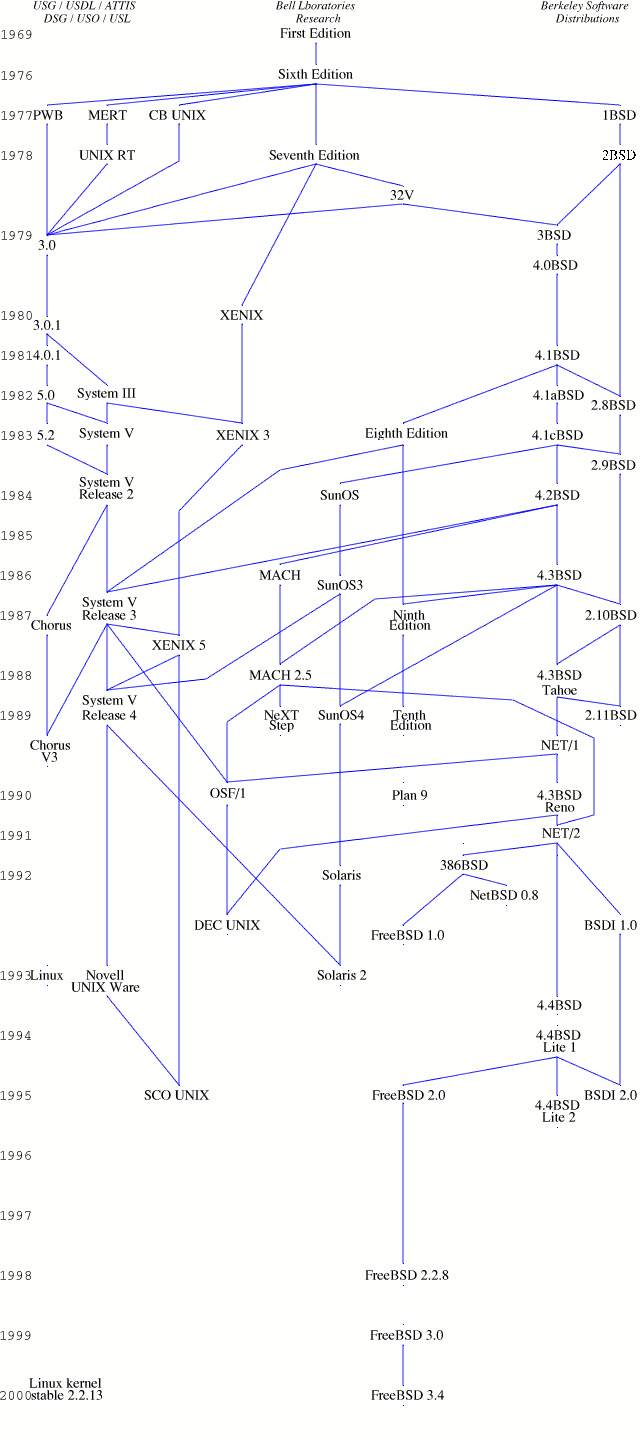 USG / USDL / ATTIS
DSG / USO / USL
Bell Lboratories
Research
Berkeley Software
Distributions
1969
First Edition
1976
Sixth Edition
1977
PWB
MERT
CB UNIX
1BSD
1978
UNIX RT
Seventh Edition
2BSD
32V
1979
3.0
3BSD
4.0BSD
1980
3.0.1
XENIX
1981
4.0.1
4.1BSD
1982
5.0
System III
4.1aBSD
2.8BSD
1983
5.2
System V
XENIX 3
Eighth Edition
4.1cBSD
2.9BSD
1984
System V
Release 2
SunOS
4.2BSD
1985
1986
MACH
SunOS3
4.3BSD
1987
Chorus
System V
Release 3
XENIX 5
Ninth
Edition
2.10BSD
1988
MACH 2.5
4.3BSD
Tahoe
1989
System V
Release 4
NeXT
Step
SunOS4
Tenth
Edition
2.11BSD
Chorus
V3
NET/1
1990
OSF/1
Plan 9
4.3BSD
Reno
1991
NET/2
1992
386BSD
Solaris
NetBSD 0.8
DEC UNIX
FreeBSD 1.0
BSDI 1.0
1993
Linux
Novell
UNIX Ware
Solaris 2
4.4BSD
1994
4.4BSD
Lite 1
1995
SCO UNIX
FreeBSD 2.0
4.4BSD
Lite 2
BSDI 2.0
1996
1997
1998
FreeBSD 2.2.8
1999
FreeBSD 3.0
2000
Linux kernel
stable 2.2.13
FreeBSD 3.4